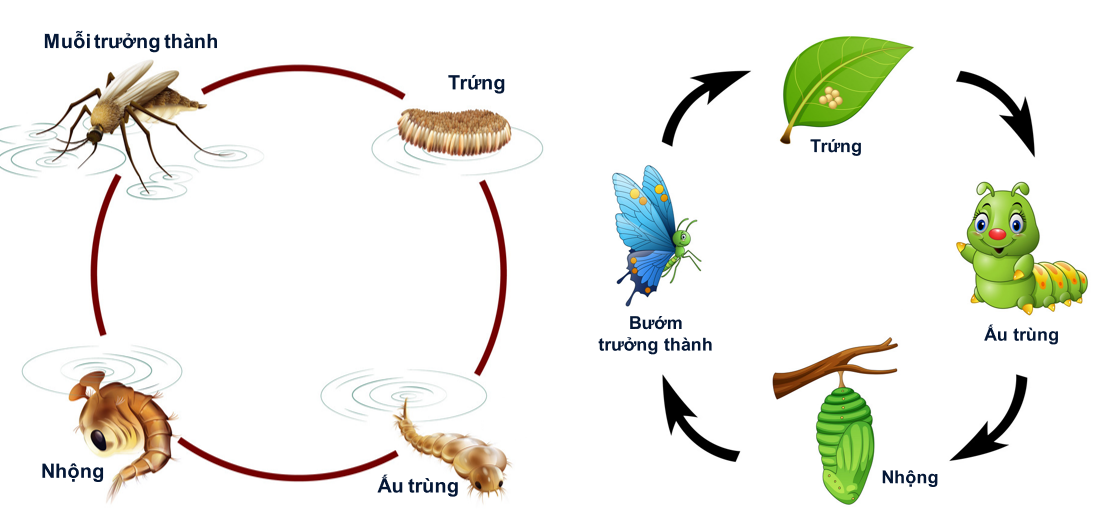 Muỗi trưởng thành
Trứng
Nhộng
Ấu trùng
Trứng
Ấu trùng
Nhộng
Bướm
trưởng thành